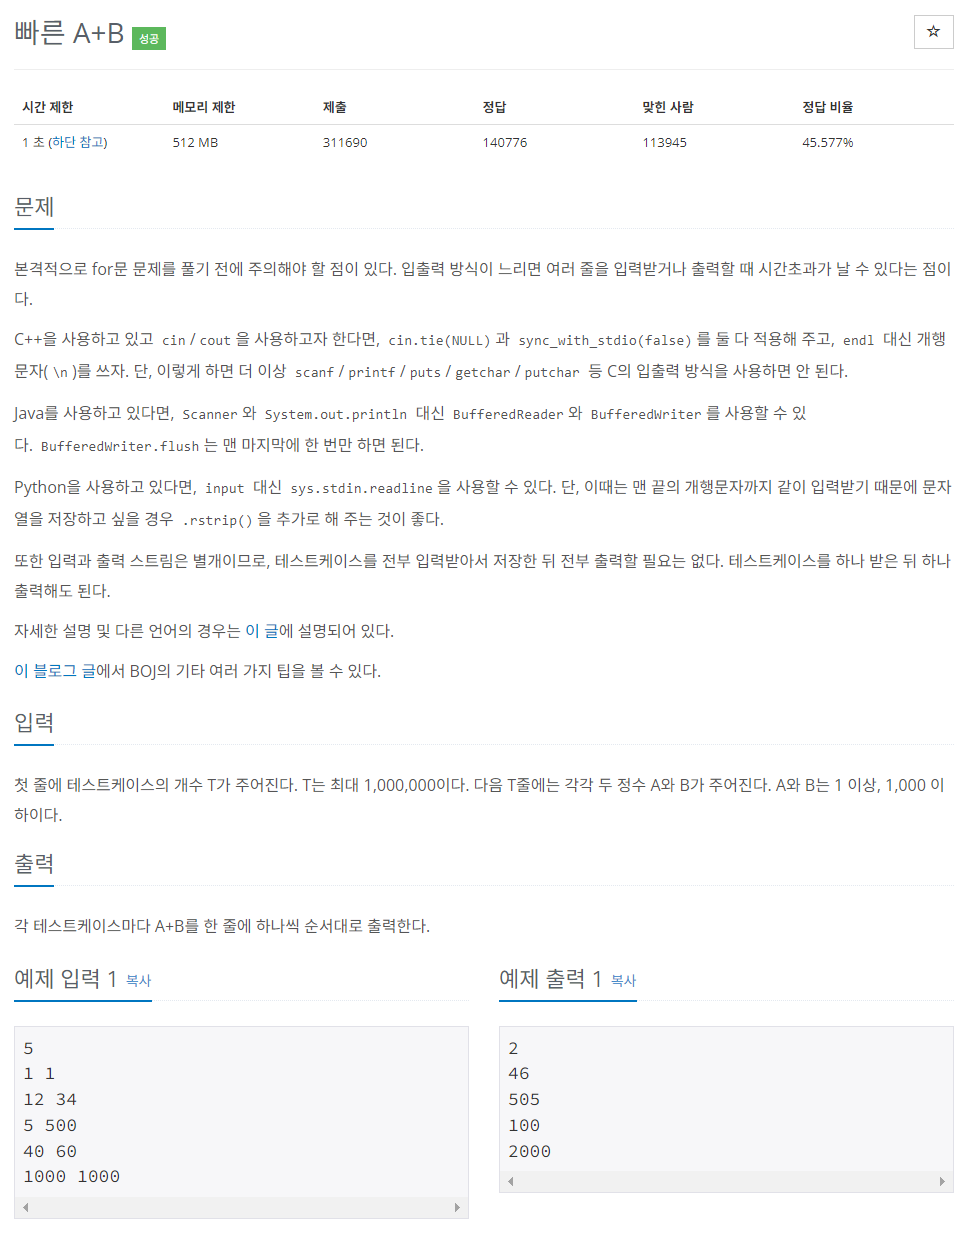 빠른 A+B 성공
☆
시간 제한 메모리 제한 제출 정답 맞힌 사람 정답 비율
1 초 (하단 참고) 512 MB 311690 140776 113945 45.577%
문제
본격적으로 for문 문제를 풀기 전에 주의해야 할 점이 있다. 입출력 방식이 느리면 여러 줄을 입력받거나 출력할 때 시간초과가 날 수 있다는 점이
다.
C++을 사용하고 있고 cin / cout 을 사용하고자 한다면, cin.tie(NULL) 과 sync_with_stdio(false) 를 둘 다 적용해 주고, endl 대신 개행
문자( \n )를 쓰자. 단, 이렇게 하면 더 이상 scanf / printf / puts / getchar / putchar 등 C의 입출력 방식을 사용하면 안 된다.
Java를 사용하고 있다면, Scanner 와 System.out.println 대신 BufferedReader 와 BufferedWriter 를 사용할 수 있
다. BufferedWriter.flush 는 맨 마지막에 한 번만 하면 된다.
Python을 사용하고 있다면, input 대신 sys.stdin.readline 을 사용할 수 있다. 단, 이때는 맨 끝의 개행문자까지 같이 입력받기 때문에 문자
열을 저장하고 싶을 경우 .rstrip() 을 추가로 해 주는 것이 좋다.
또한 입력과 출력 스트림은 별개이므로, 테스트케이스를 전부 입력받아서 저장한 뒤 전부 출력할 필요는 없다. 테스트케이스를 하나 받은 뒤 하나
출력해도 된다.
자세한 설명 및 다른 언어의 경우는 이 글에 설명되어 있다.
이 블로그 글에서 BOJ의 기타 여러 가지 팁을 볼 수 있다.
입력
첫 줄에 테스트케이스의 개수 T가 주어진다. T는 최대 1,000,000이다. 다음 T줄에는 각각 두 정수 A와 B가 주어진다. A와 B는 1 이상, 1,000 이
하이다.
출력
각 테스트케이스마다 A+B를 한 줄에 하나씩 순서대로 출력한다.
예제 입력 1 복사
5
1 1
12 34
5 500
40 60
1000 1000
예제 출력 1 복사
2
46
505
100
2000